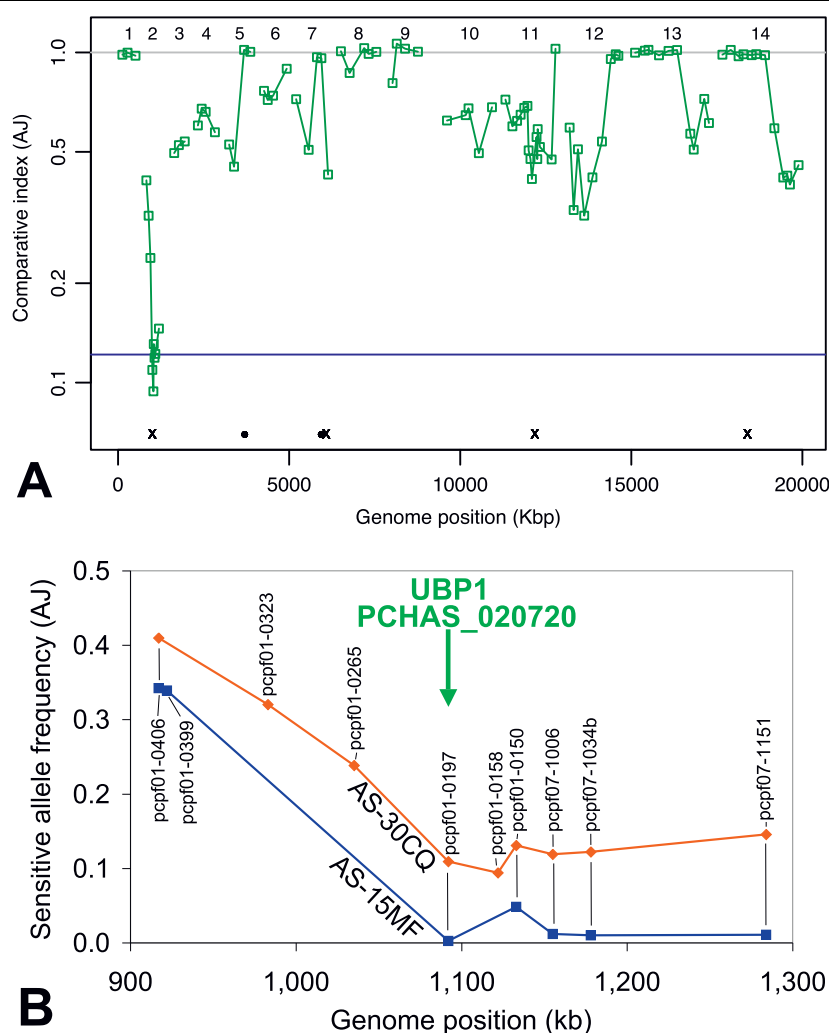 1 2 3 4 5 6 7 8 9 10 11 12 13 14
1.0
0.5
0.2
0.1
Comparative index (AJ)
x x x x
A
0 5000 10000 15000 20000
Genome position (Kbp)
0.5
0.4
0.3
0.2
0.1
0.0
Sensitive allele frequency (AJ)
UBP1
PCHAS_020720
pcpf01-0406
pcpf01-0399
pcpf01-0323
pcpf01-0265
pcpf01-0197
pcpf01-0158
pcpf01-0150
pcpf07-1006
pcpf07-1034b
pcpf07-1151
AS-30CQ
AS-15MF
900 1,000 1,100 1,200 1,300
B
Genome position (kb)